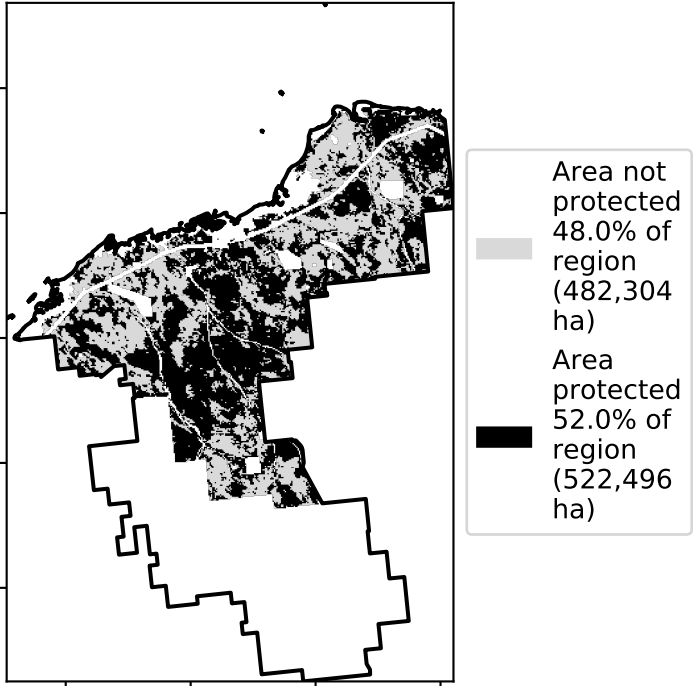 Area not
protected
48.0% of
region
(482,304
ha)
Area
protected
52.0% of
region
(522,496
ha)